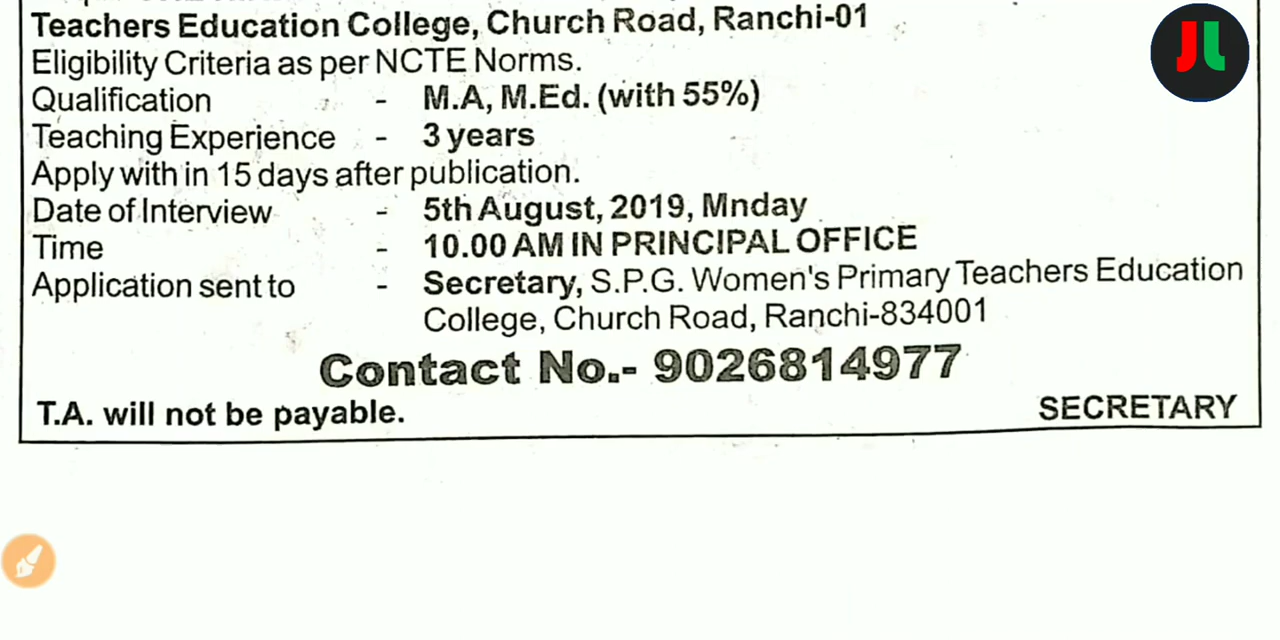 Teachers Education College, Church Road, Ranchi-01
Eligibility Criteria as per NCTE Norms.
Qualification - M.A, M.Ed. (with 55%)
Teaching Experience - 3 years
Apply with in 15 days after publication.
Date of Interview - 5th August, 2019, Mnday
Time - 10.00 AM IN PRINCIPAL OFFICE
Application sent to - Secretary, S.P.G. Women's Primary Teachers Education
College, Church Road, Ranchi-834001
Contact No.- 9026814977
T.A. will not be payable. SECRETARY
JL